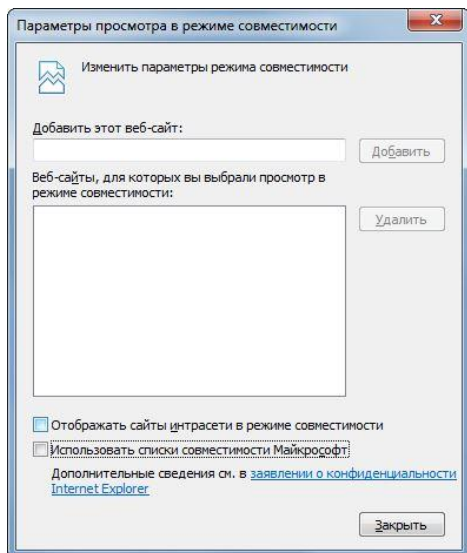 Параметры просмотра в режиме совместимости
Изменить параметры режима совместимости
Добавить этот веб-сайт:
Добавить
Веб-сайты, для которых вы выбрали просмотр в
режиме совместимости:
Удалить
Отображать сайты интрасети в режиме совместимости
Использовать списки совместимости Майкрософт
Дополнительные сведения см. в заявлении о конфиденциальности
Internet Explorer
Закрыть